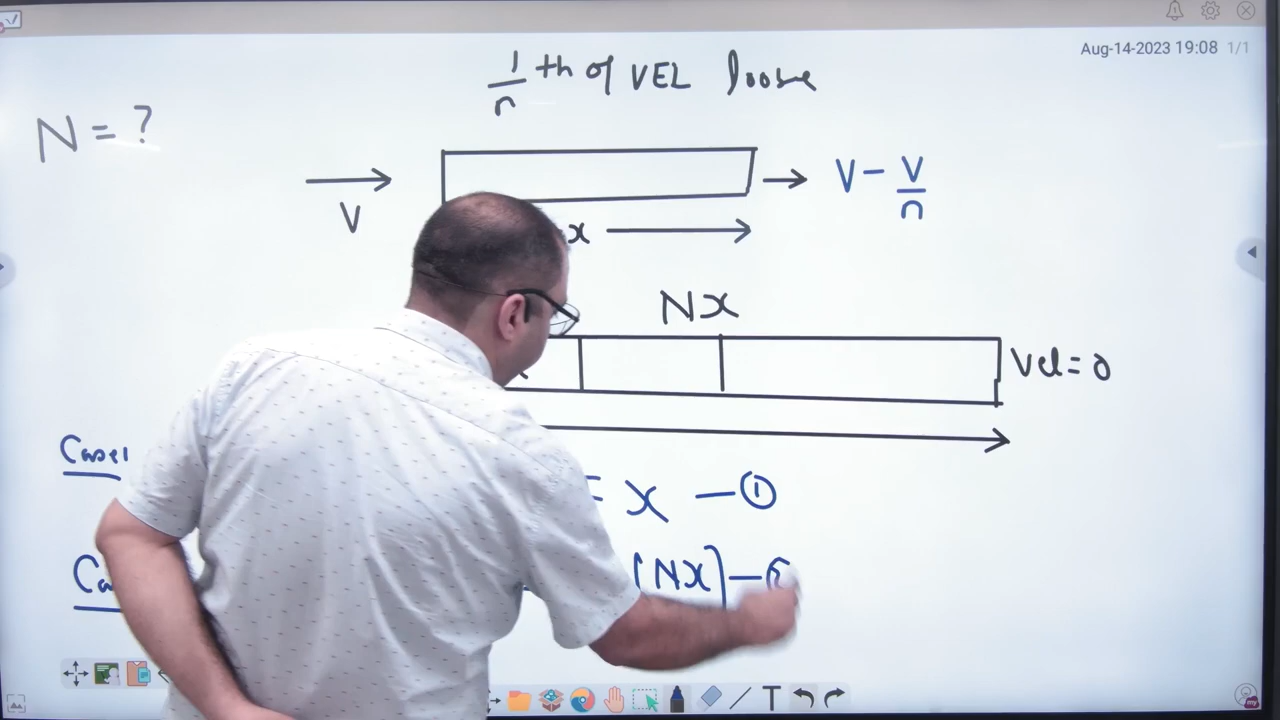 Aug-14-2023 19:08 1/1
1/n th of VEL loose
N = ?
V
V - V/n
x
Nx
Vel = 0
Case1
= x - ①
(Nx) -
T